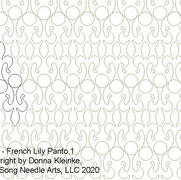 - French Lily Panto 1
right by Donna Kleinke,
Song Needle Arts, LLC 2020